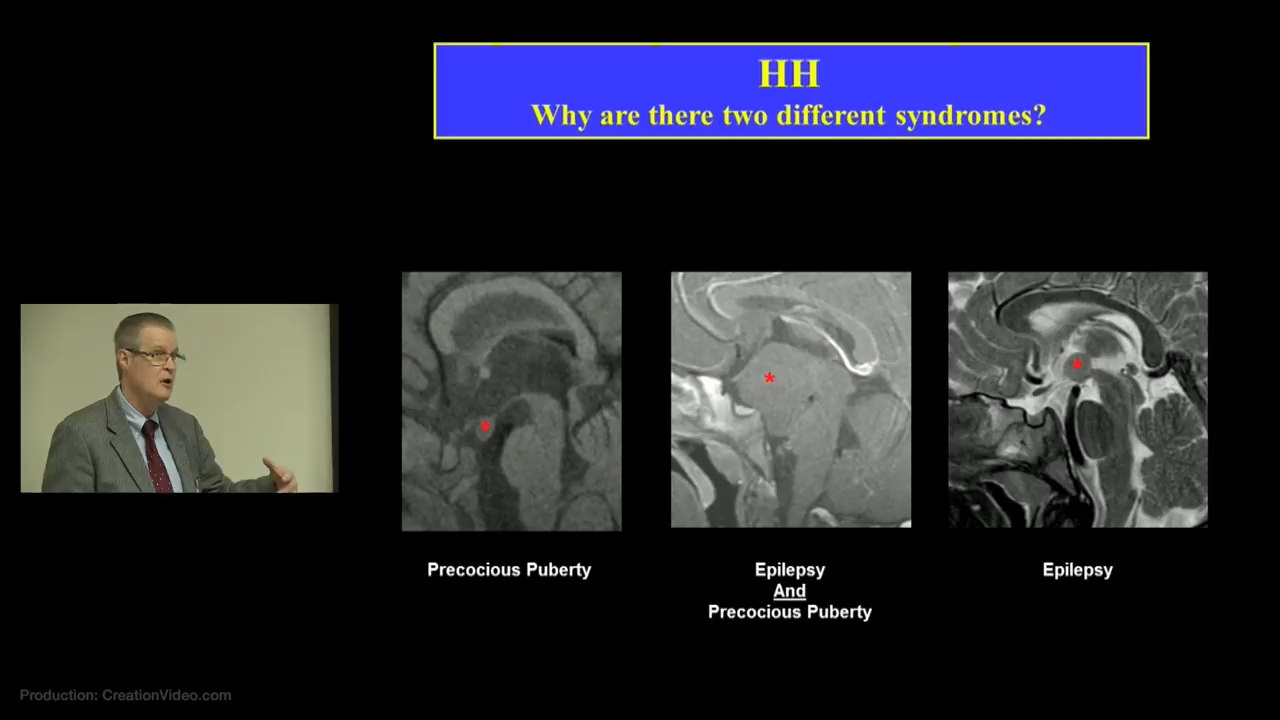 HH
Why are there two different syndromes?
*
*
*
Precocious Puberty
Epilepsy
And
Precocious Puberty
Epilepsy
Production: CreationVideo.com